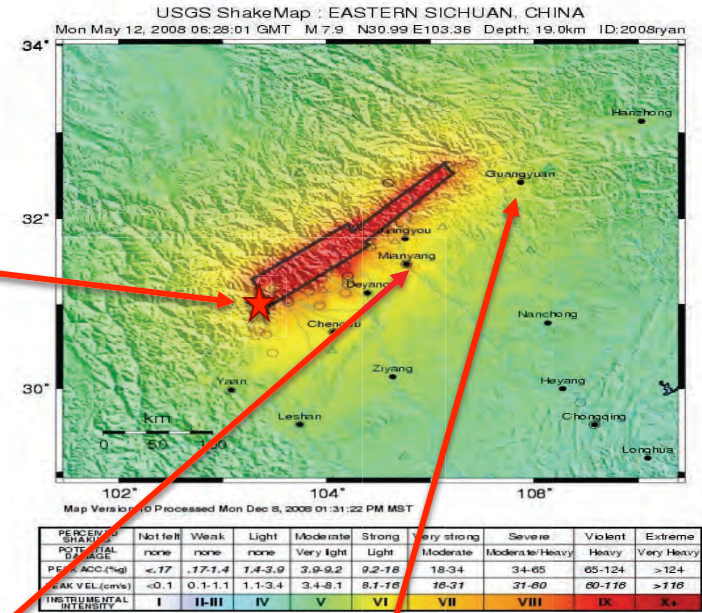 USGS ShakeMap : EASTERN SICHUAN, CHINA
Mon May 12, 2008 06:28:01 GMT M 7.9 N30.99 E103.36 Depth: 19.0km ID:2008ryan
34°
Hanzhong
Guangyuan
32°
Mianyang
Nanchong
Ziyang
30°
Yaan
Heyang
km
Leshan
Chongqing
0 50 100
Longhua
102° 104° 106° 108°
Processed Mon Dec 8, 2008 01:31:22 PM MST
PERCEIVED SHAKING Not felt Weak Light Moderate Strong Very strong Severe Violent Extreme
POTENTIAL DAMAGE none none none Very light Light Moderate Moderate/Heavy Heavy Very Heavy
PEAK ACC.(%g) <.17 .17-1.4 1.4-3.9 3.9-9.2 9.2-18 18-34 34-65 65-124 >124
PEAK VEL.(cm/s) <0.1 0.1-1.1 1.1-3.4 3.4-8.1 8.1-16 16-31 31-60 60-116 >116
INSTRUMENTAL INTENSITY I II-III IV V VI VII VIII IX X+